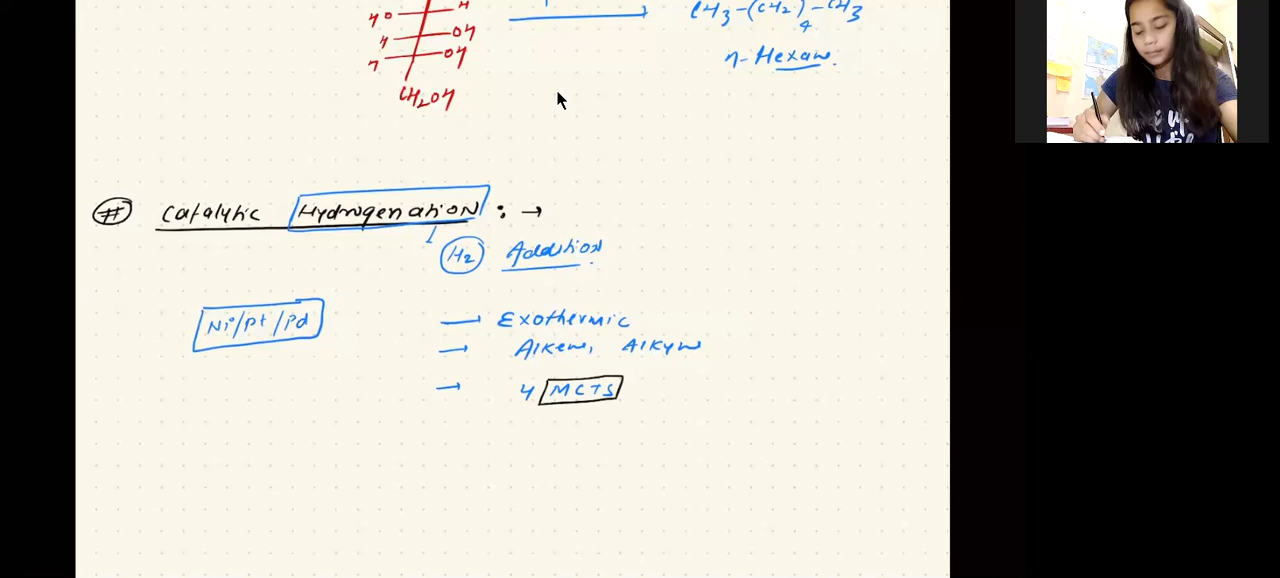 HO H
CH3-(CH2)4-CH3
H OH
n-Hexane.
H OH
CH2OH
# Catalytic Hydrogenation : →
H2 Addition
Ni/Pt/Pd → Exothermic
→ Alkene, Alkyne
→ 4 MCTS